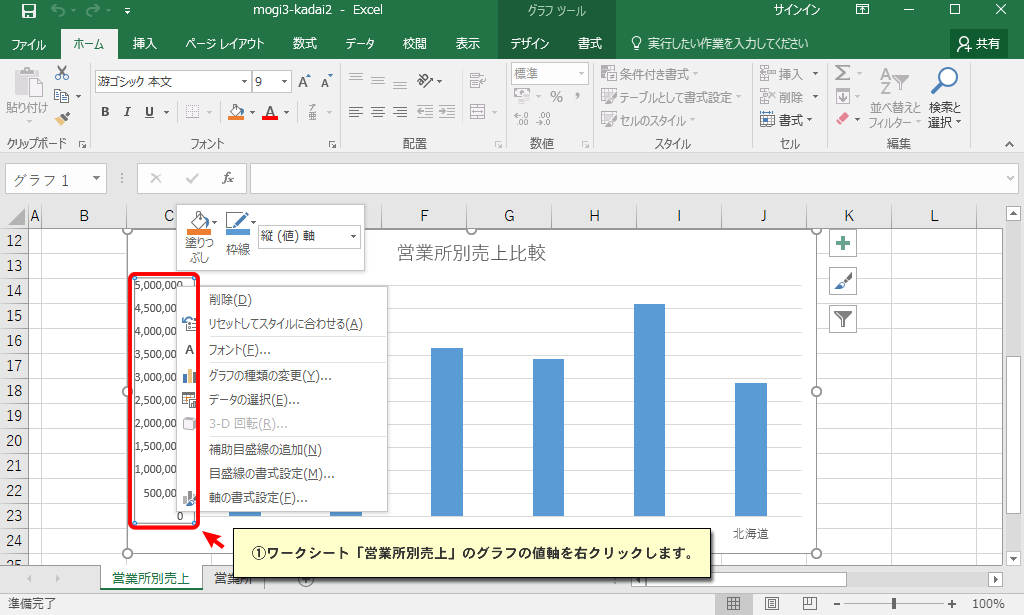 mogi3-kadai2 - Excel
グラフ ツール
サインイン
ファイル
ホーム
挿入
ページ レイアウト
数式
データ
校閲
表示
デザイン
書式
実行したい作業を入力してください
共有
貼り付け
クリップボード
游ゴシック 本文
9
A A
B I U
A
フォント
配置
標準
%
数値
条件付き書式
テーブルとして書式設定
セルのスタイル
スタイル
挿入
削除
書式
セル
並べ替えと
フィルター
検索と
選択
編集
グラフ 1
fx
A B C F G H I J K L
12
13
14
15
16
17
18
19
20
21
22
23
24
25
塗りつ
ぶし
枠線
縦 (値) 軸
営業所別売上比較
5,000,000
4,500,00
4,000,00
3,500,00
3,000,00
2,500,00
2,000,00
1,500,00
1,000,00
500,00
0
削除(D)
リセットしてスタイルに合わせる(A)
フォント(F)...
グラフの種類の変更(Y)...
データの選択(E)...
3-D 回転(R)...
補助目盛線の追加(N)
目盛線の書式設定(M)...
軸の書式設定(F)...
北海道
①ワークシート「営業所別売上」のグラフの値軸を右クリックします。
営業所別売上
営業所
準備完了
100%